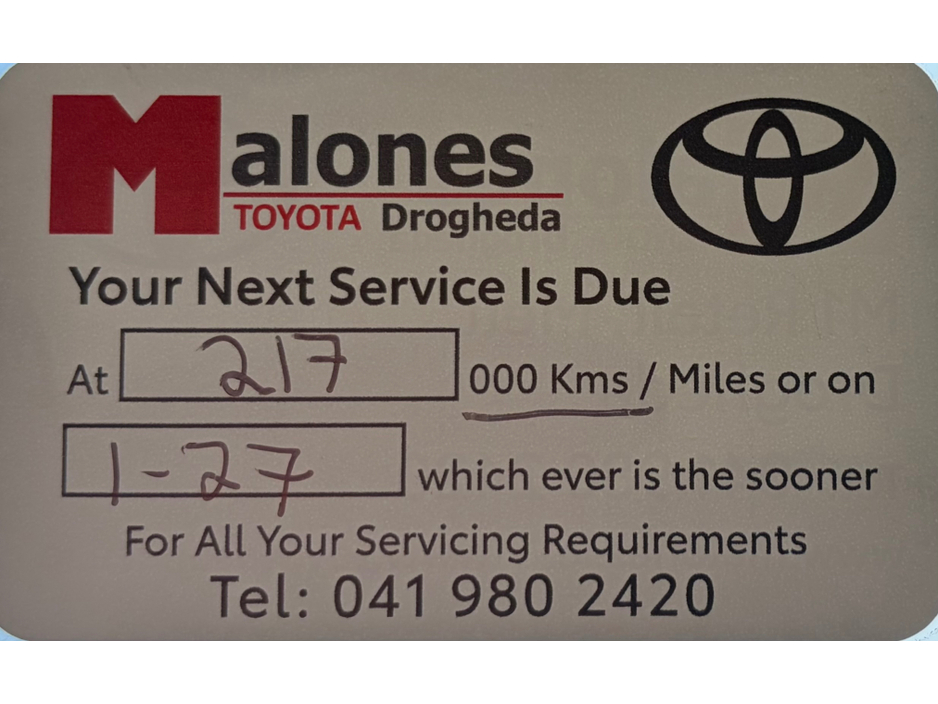 Malones
TOYOTA Drogheda
Your Next Service Is Due
At 217 000 Kms / Miles or on
1-27 which ever is the sooner
For All Your Servicing Requirements
Tel: 041 980 2420